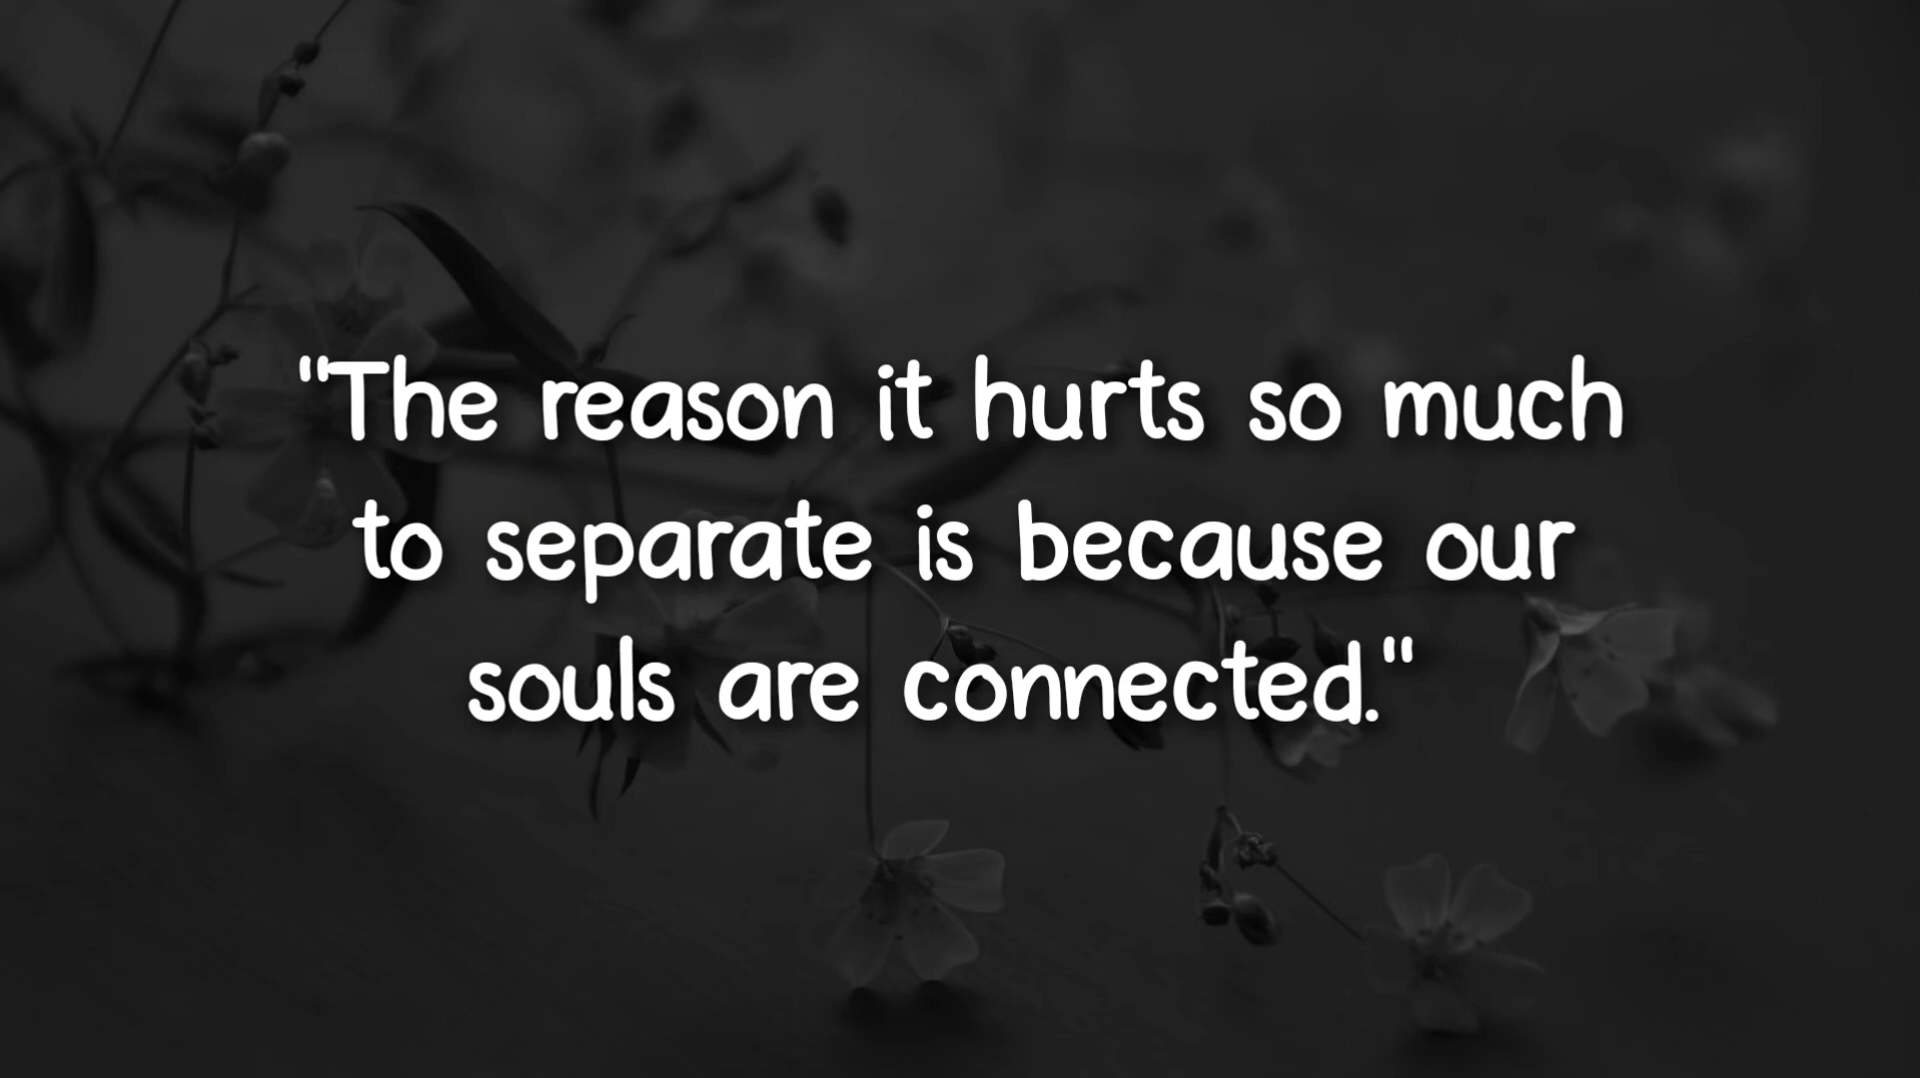 "The reason it hurts so much
to separate is because our
souls are connected."